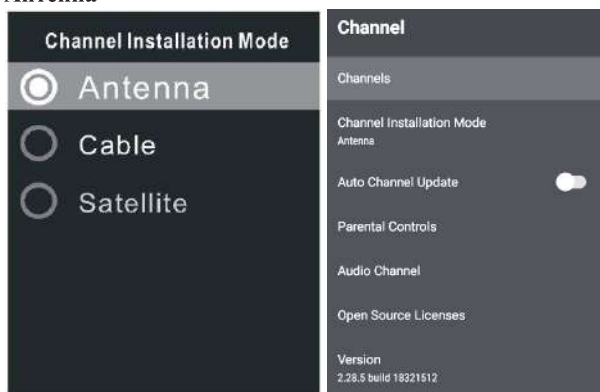 Antenna
Channel Installation Mode
Antenna
Cable
Satellite
Channel
Channels
Channel Installation Mode
Antenna
Auto Channel Update
Parental Controls
Audio Channel
Open Source Licenses
Version
2.28.5 build 18321512